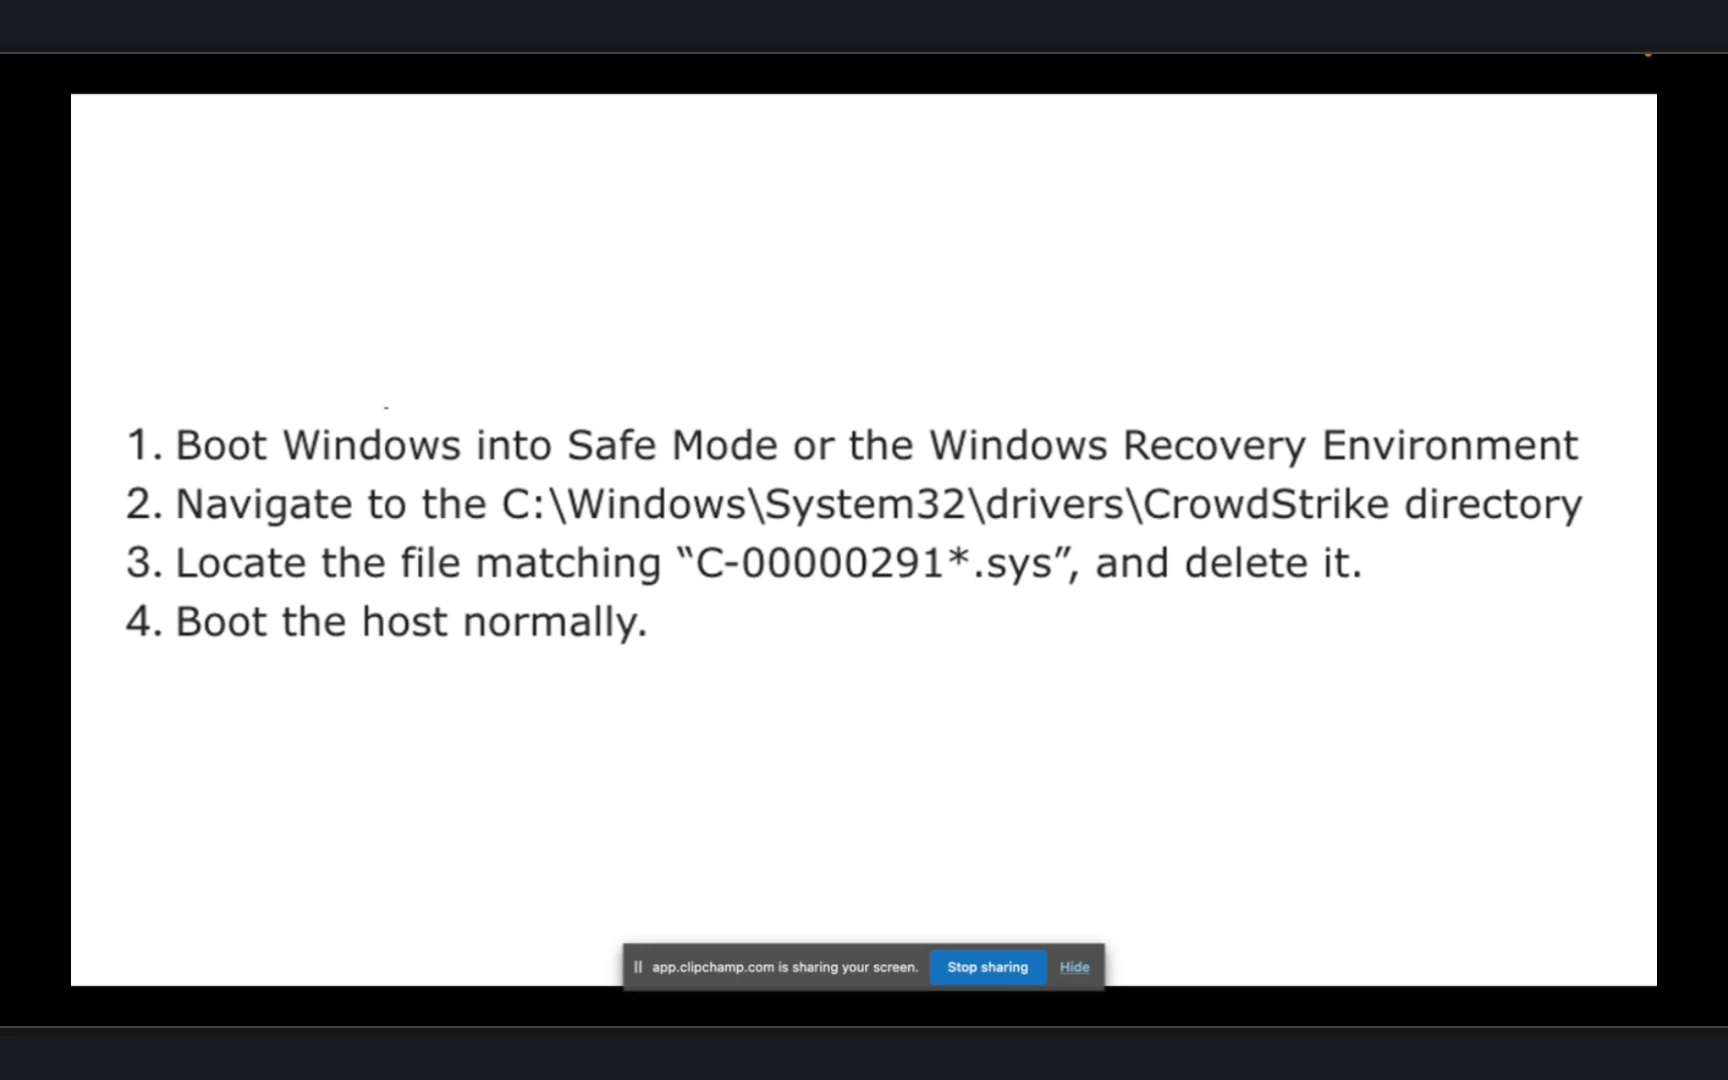 1. Boot Windows into Safe Mode or the Windows Recovery Environment
2. Navigate to the C:\Windows\System32\drivers\CrowdStrike directory
3. Locate the file matching “C-00000291*.sys”, and delete it.
4. Boot the host normally.
app.clipchamp.com is sharing your screen. Stop sharing Hide